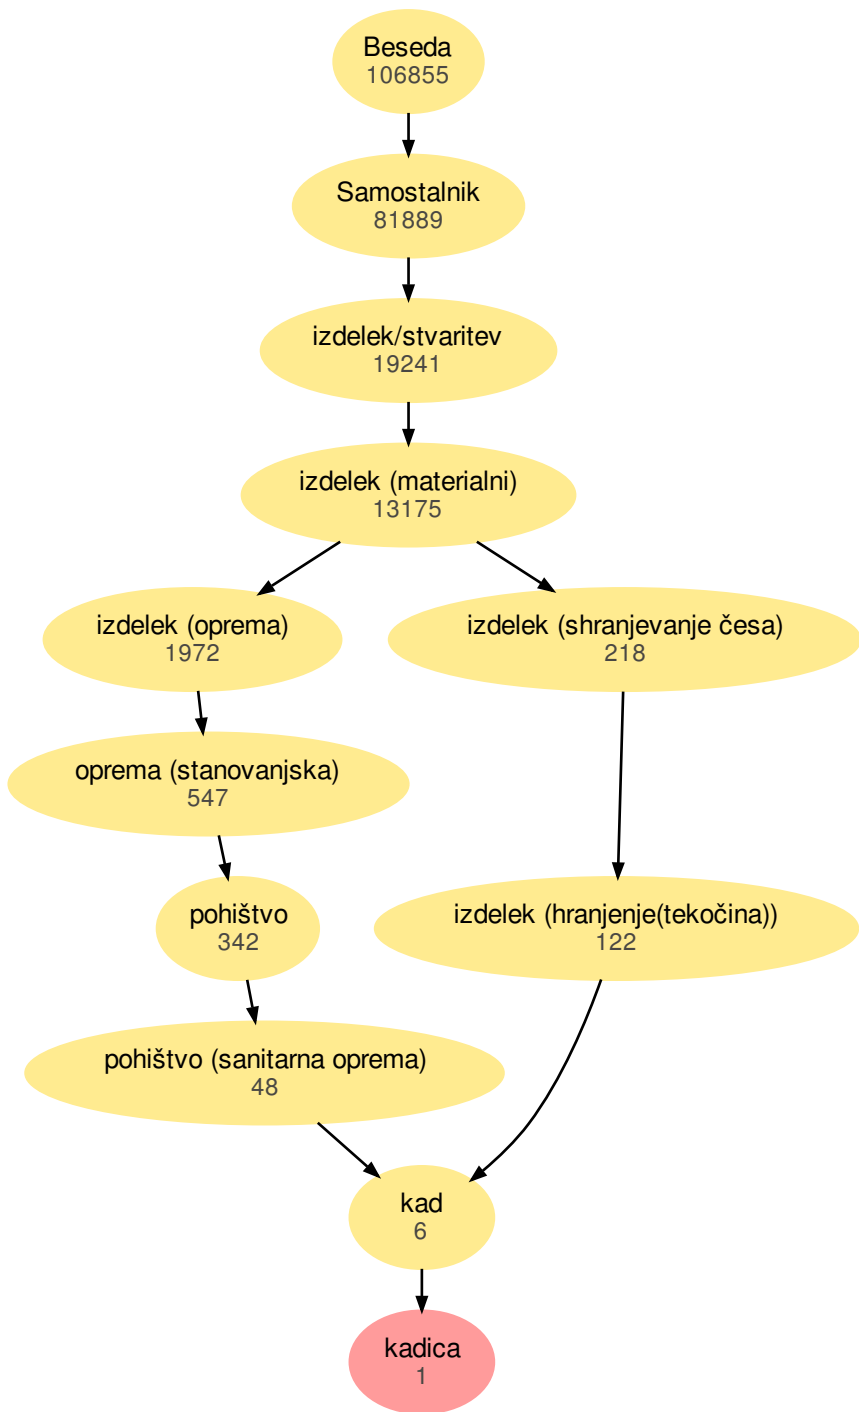 Beseda
106855
Samostalnik
81889
izdelek/stvaritev
19241
izdelek (materialni)
13175
izdelek (oprema)
1972
izdelek (shranjevanje česa)
218
oprema (stanovanjska)
547
pohištvo
342
izdelek (hranjenje(tekočina))
122
pohištvo (sanitarna oprema)
48
kad
6
kadica
1